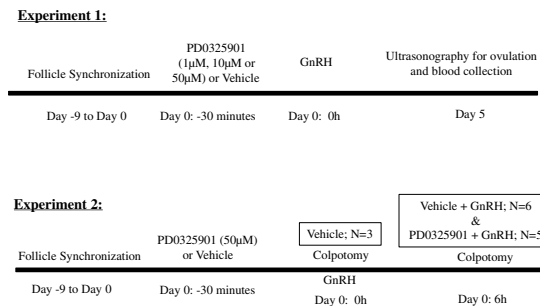 Experiment 1:
PD0325901
(1µM, 10µM or
50µM) or Vehicle
GnRH
Ultrasonography for ovulation
and blood collection
Follicle Synchronization
Day -9 to Day 0
Day 0: -30 minutes
Day 0: 0h
Day 5
Experiment 2:
Vehicle + GnRH; N=6
&
PD0325901 + GnRH; N=5
Vehicle; N=3
PD0325901 (50µM)
or Vehicle
Colpotomy
Colpotomy
Follicle Synchronization
GnRH
Day -9 to Day 0
Day 0: -30 minutes
Day 0: 0h
Day 0: 6h